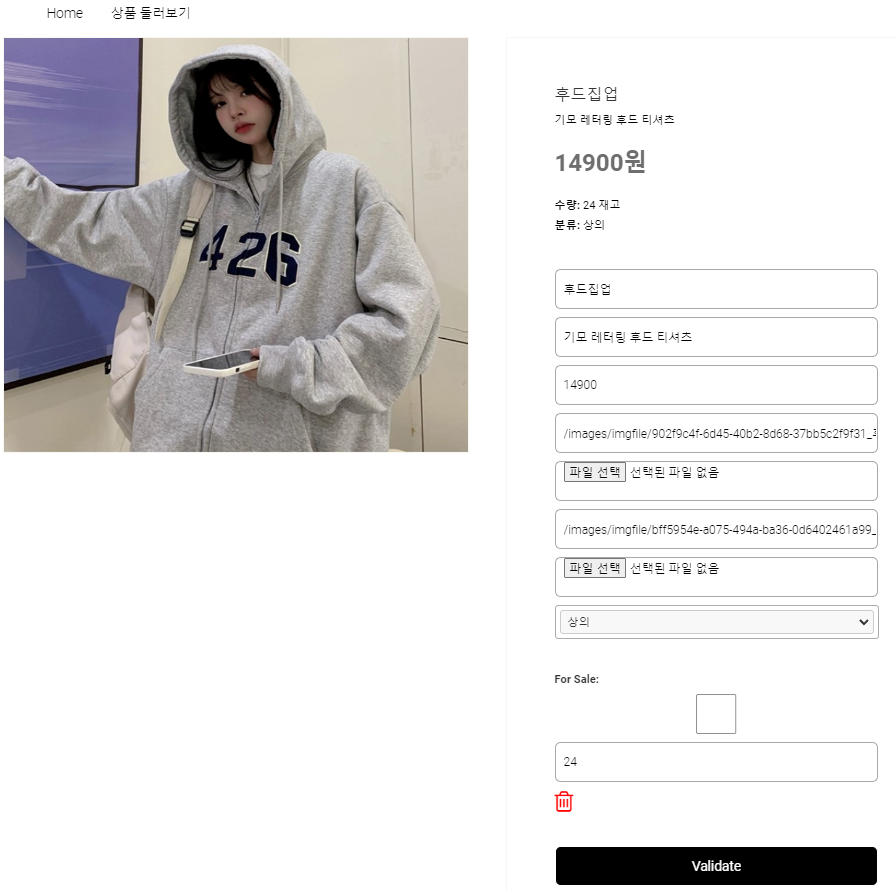 Home 상품 둘러보기
426
후드집업
기모 레터링 후드 티셔츠
14900원
수량: 24 재고
분류: 상의
후드집업
기모 레터링 후드 티셔츠
14900
/images/imgfile/902f9c4f-6d45-40b2-8d68-37bb5c2f9f31_
파일 선택 선택된 파일 없음
/images/imgfile/bff5954e-a075-494a-ba36-0d6402461a99_
파일 선택 선택된 파일 없음
상의
For Sale:
24
Validate